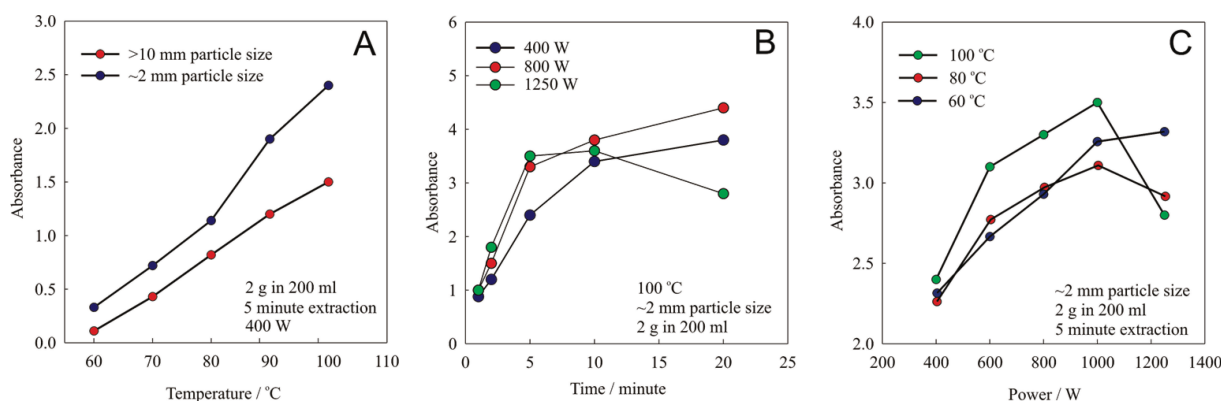 A
>10 mm particle size
~2 mm particle size
3.0
2.5
2.0
1.5
1.0
0.5
0.0
Absorbance
2 g in 200 ml
5 minute extraction
400 W
60
70
80
90
100
110
Temperature / °C
B
400 W
800 W
1250 W
6
5
4
3
2
1
0
Absorbance
100 °C
~2 mm particle size
2 g in 200 ml
0
5
10
15
20
25
Time / minute
C
100 °C
80 °C
60 °C
4.0
3.5
3.0
2.5
2.0
Absorbance
~2 mm particle size
2 g in 200 ml
5 minute extraction
200
400
600
800
1000
1200
1400
Power / W